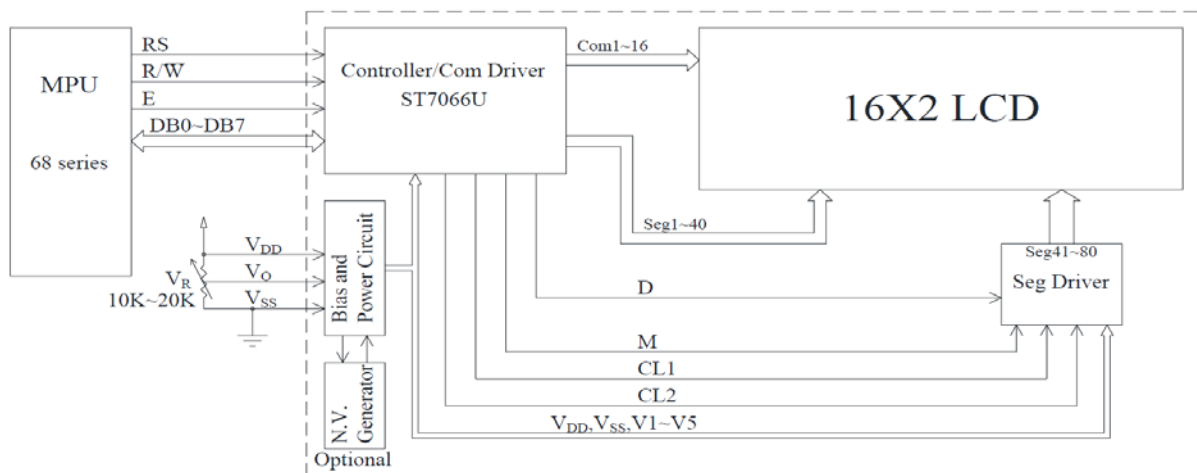 MPU
68 series
RS
R/W̅
E
DB0~DB7
Controller/Com Driver
ST7066U
Com1~16
16X2 LCD
Seg1~40
Seg41~80
Seg Driver
VDD
VO
VSS
VR
10K~20K
Bias and
Power Circuit
N.V.
Generator
Optional
D
M
CL1
CL2
VDD,VSS,V1~V5